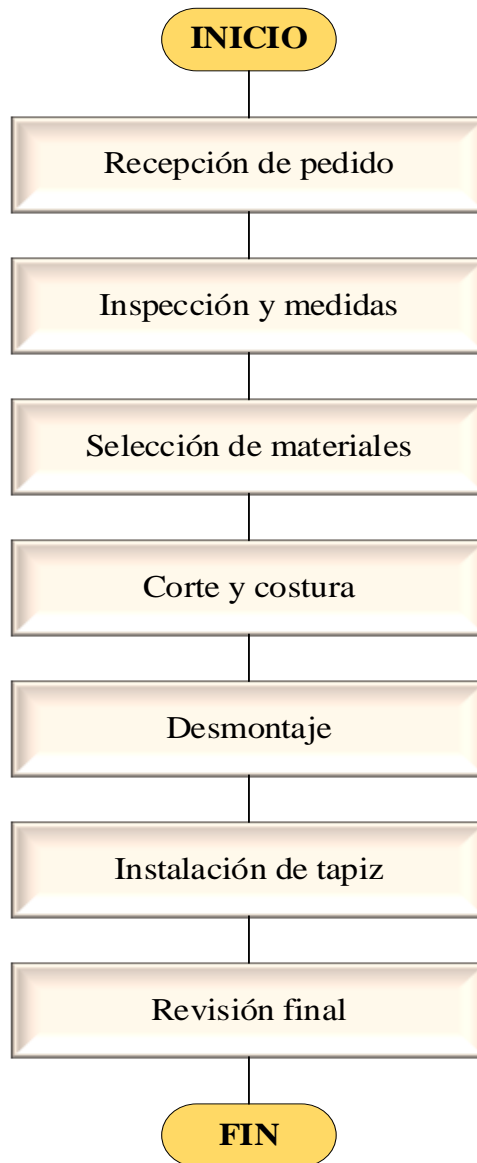 INICIO
Recepción de pedido
Inspección y medidas
Selección de materiales
Corte y costura
Desmontaje
Instalación de tapiz
Revisión final
FIN